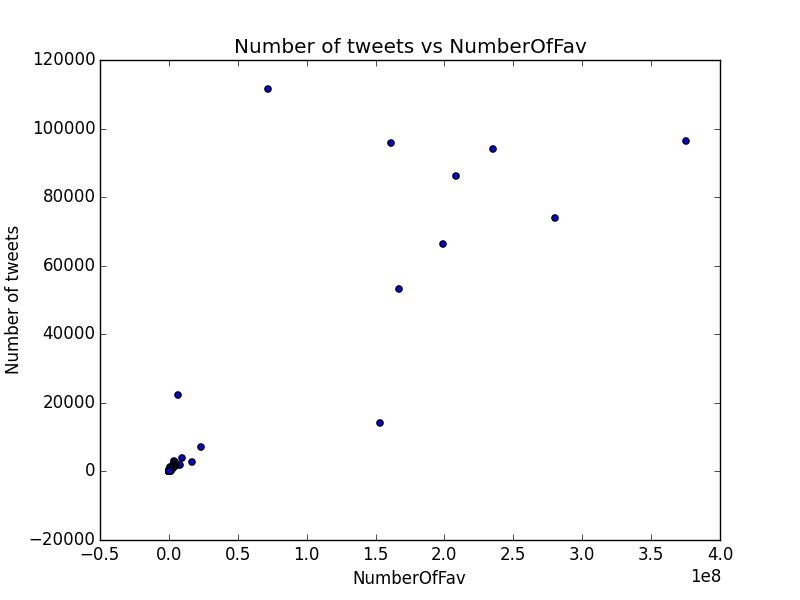 Number of tweets vs NumberOfFav
120000
100000
80000
60000
40000
20000
0
−20000
Number of tweets
−0.5 0.0 0.5 1.0 1.5 2.0 2.5 3.0 3.5 4.0
1e8
NumberOfFav